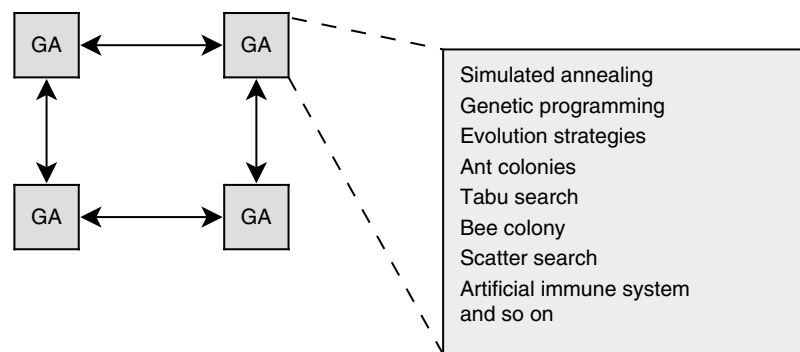 GA
GA
GA
GA
Simulated annealing
Genetic programming
Evolution strategies
Ant colonies
Tabu search
Bee colony
Scatter search
Artificial immune system
and so on